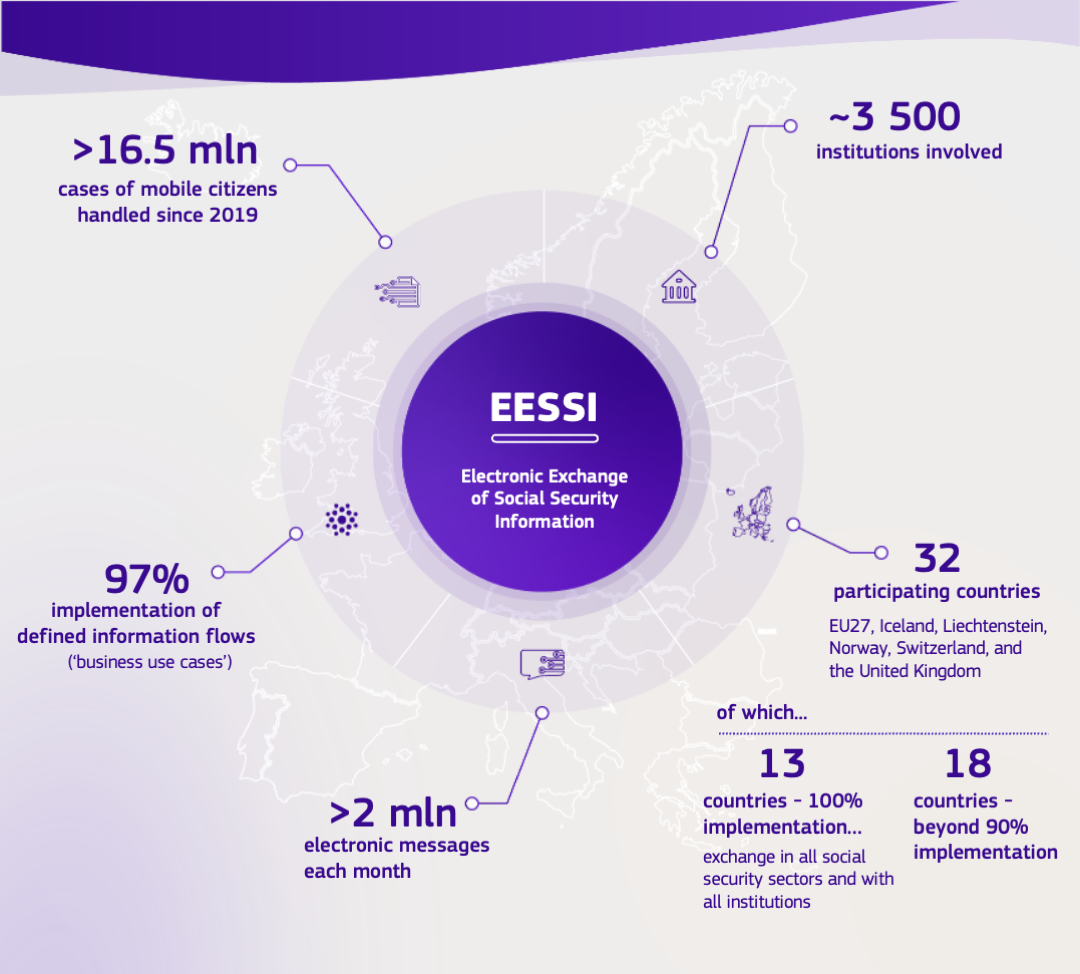 >16.5 mln
cases of mobile citizens
handled since 2019
~3 500
institutions involved
EESSI
Electronic Exchange
of Social Security
Information
97%
implementation of
defined information flows
(‘business use cases’)
32
participating countries
EU27, Iceland, Liechtenstein,
Norway, Switzerland, and
the United Kingdom
of which...
13
countries – 100%
implementation...
exchange in all social
security sectors and with
all institutions
18
countries –
beyond 90%
implementation
>2 mln
electronic messages
each month